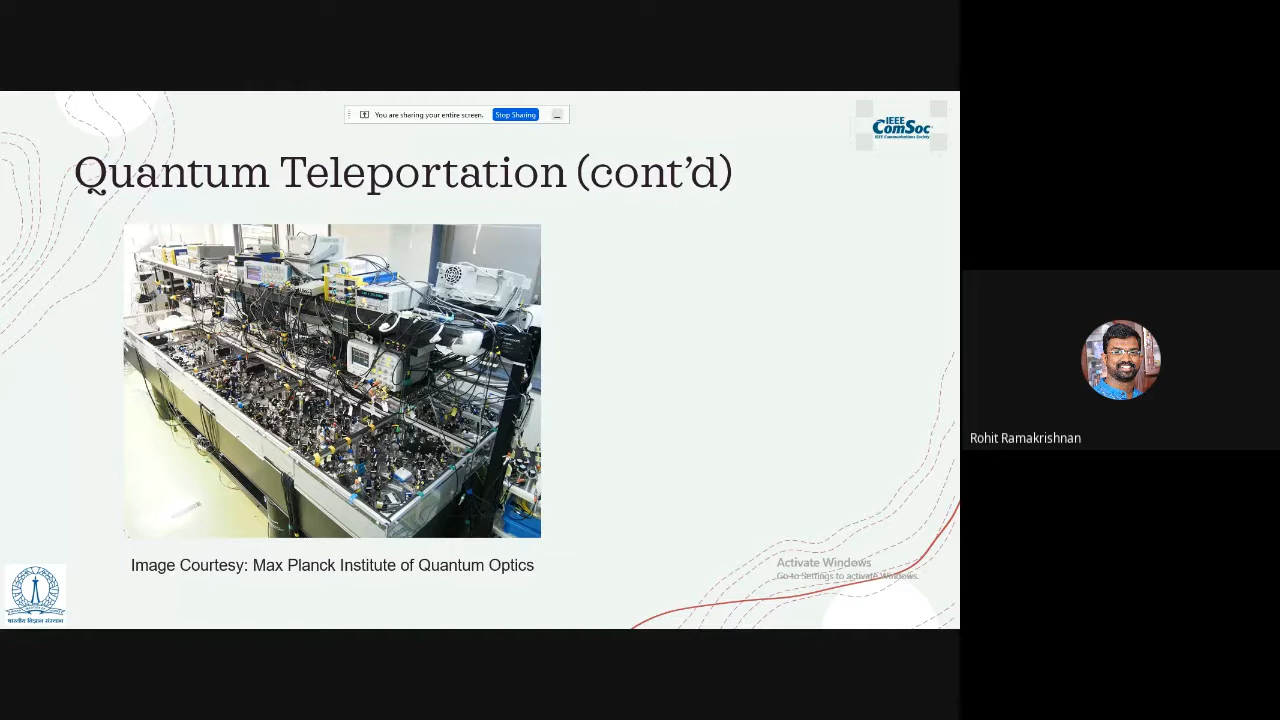 You are sharing your entire screen. Stop Sharing
IEEE
ComSoc
IEEE Communications Society
Quantum Teleportation (cont’d)
Image Courtesy: Max Planck Institute of Quantum Optics
Activate Windows
Go to Settings to activate Windows.
भारतीय विज्ञान संस्थान
Rohit Ramakrishnan